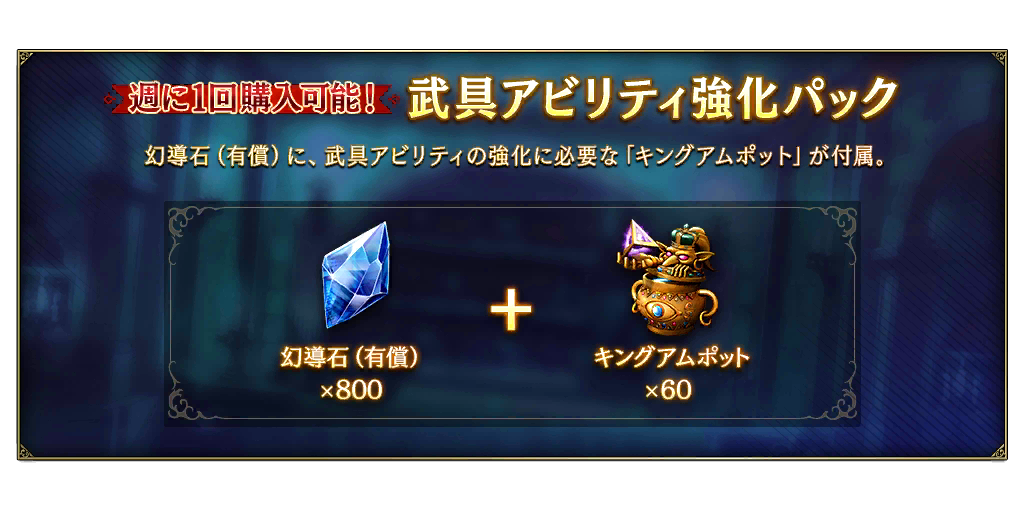 週に1回購入可能! 武具アビリティ強化パック
幻導石(有償)に、武具アビリティの強化に必要な「キングアムポット」が付属。
幻導石(有償)
×800
+
キングアムポット
×60